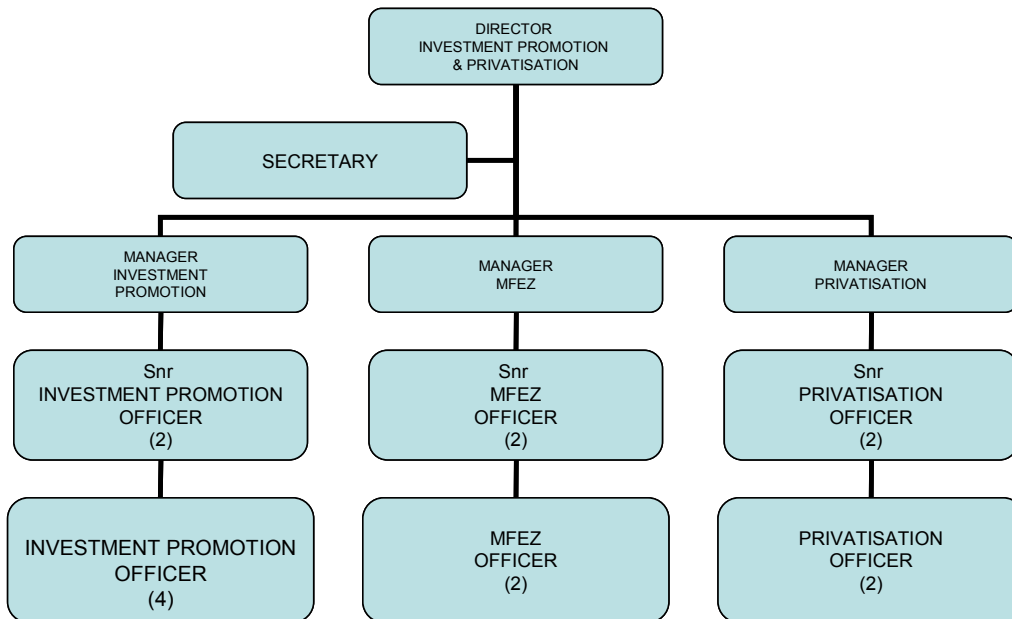 DIRECTOR
INVESTMENT PROMOTION
& PRIVATISATION
SECRETARY
MANAGER
INVESTMENT
PROMOTION
MANAGER
MFEZ
MANAGER
PRIVATISATION
Snr
INVESTMENT PROMOTION
OFFICER
(2)
Snr
MFEZ
OFFICER
(2)
Snr
PRIVATISATION
OFFICER
(2)
INVESTMENT PROMOTION
OFFICER
(4)
MFEZ
OFFICER
(2)
PRIVATISATION
OFFICER
(2)